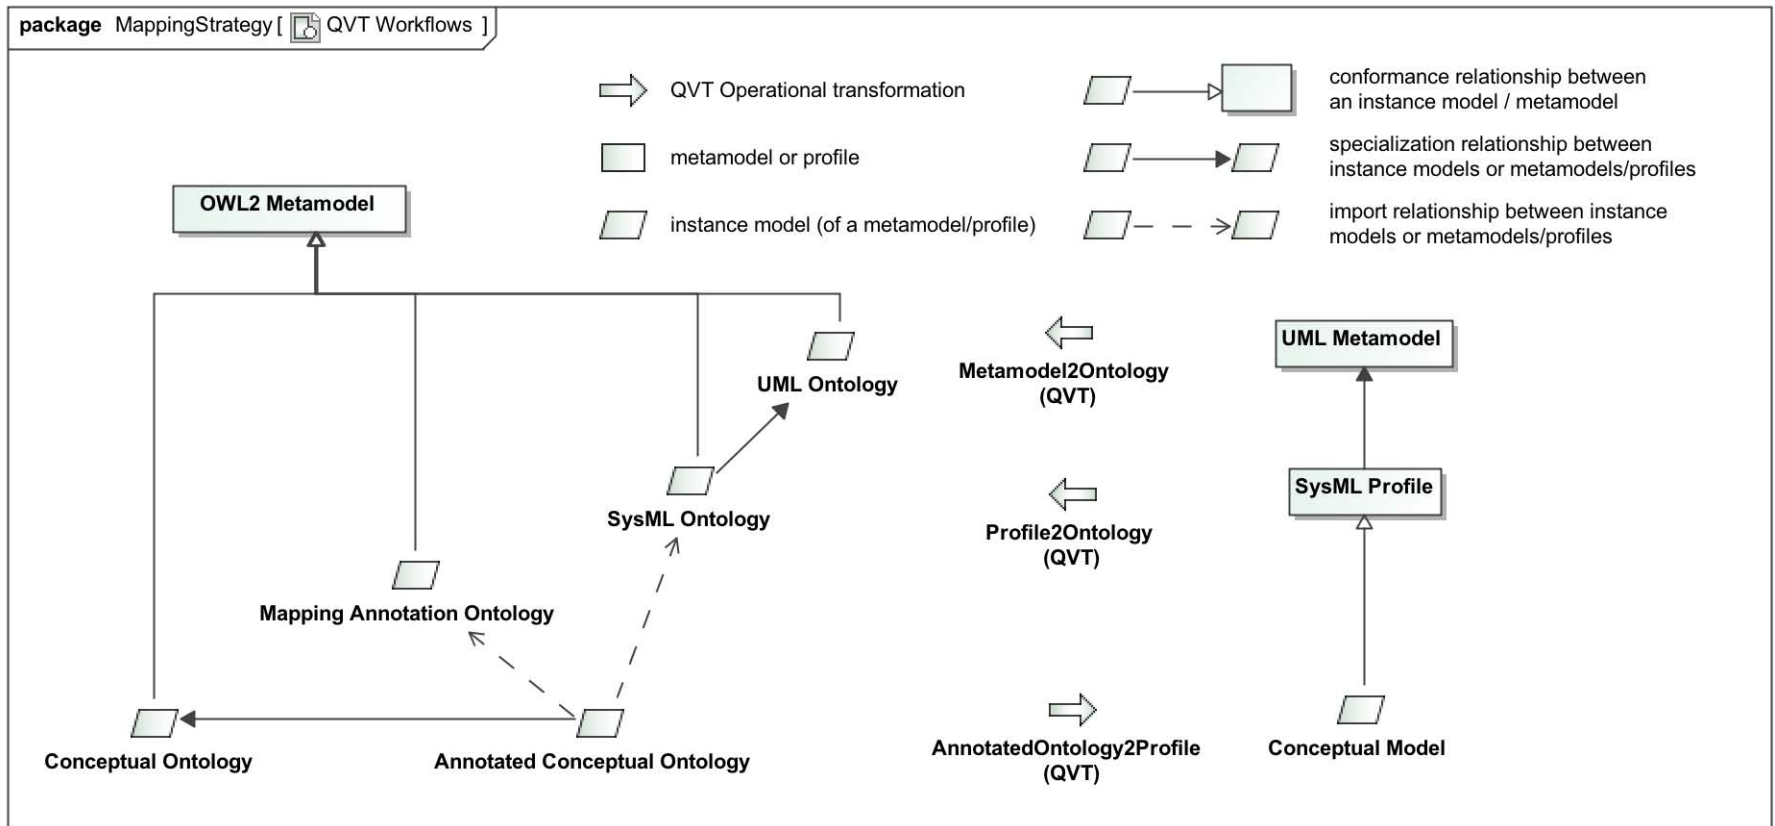 package MappingStrategy [ QVT Workflows ]
QVT Operational transformation
conformance relationship between
an instance model / metamodel
metamodel or profile
specialization relationship between
instance models or metamodels/profiles
instance model (of a metamodel/profile)
import relationship between instance
models or metamodels/profiles
OWL2 Metamodel
UML Ontology
Metamodel2Ontology
(QVT)
UML Metamodel
SysML Ontology
Profile2Ontology
(QVT)
SysML Profile
Mapping Annotation Ontology
Conceptual Ontology
Annotated Conceptual Ontology
AnnotatedOntology2Profile
(QVT)
Conceptual Model